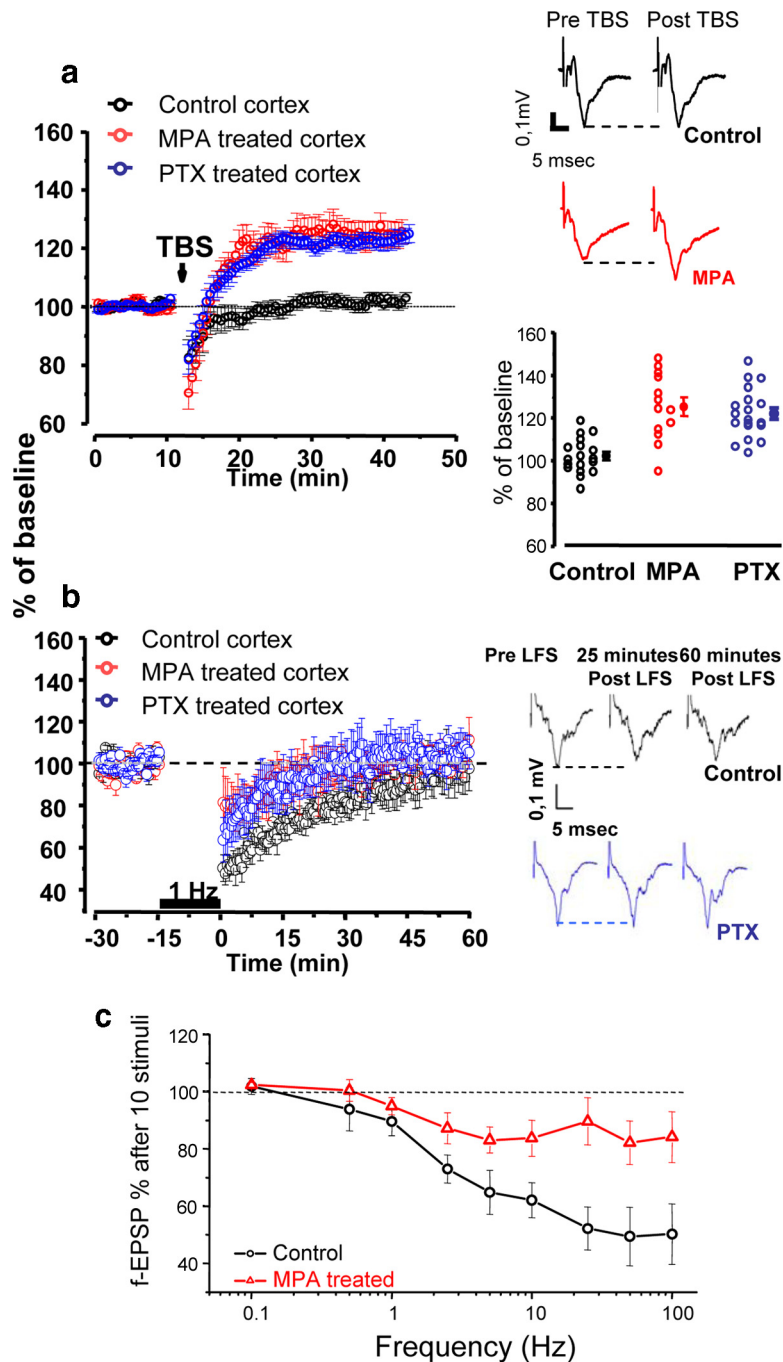 a
Control cortex
MPA treated cortex
PTX treated cortex
160
140
120
100
80
60
TBS
0
10
20
30
40
50
Time (min)
% of baseline
Pre TBS
Post TBS
0,1mV
5 msec
Control
MPA
160
140
120
100
80
60
% of baseline
Control
MPA
PTX
b
Control cortex
MPA treated cortex
PTX treated cortex
160
140
120
100
80
60
40
1 Hz
-30
-15
0
15
30
45
60
Time (min)
Pre LFS
25 minutes
Post LFS
60 minutes
Post LFS
Control
0,1 mV
5 msec
PTX
c
120
100
80
60
40
f-EPSP % after 10 stimuli
Control
MPA treated
0.1
1
10
100
Frequency (Hz)